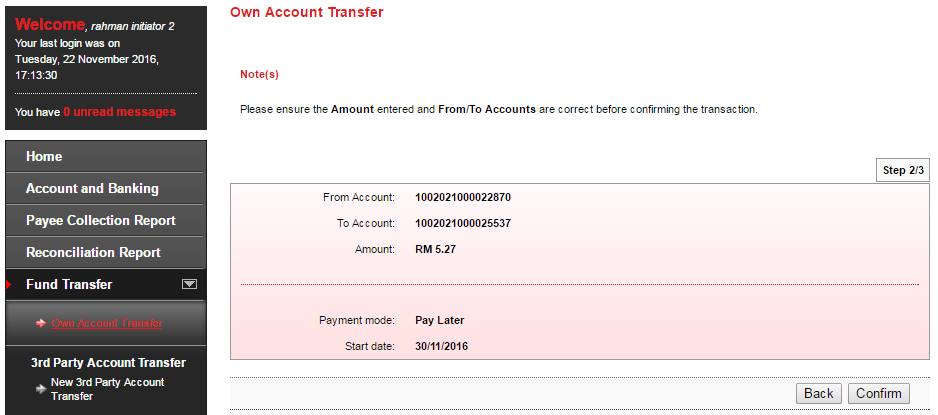 Welcome, rahman initiator 2
Your last login was on
Tuesday, 22 November 2016,
17:13:30
You have 0 unread messages
Home
Account and Banking
Payee Collection Report
Reconciliation Report
Fund Transfer
Own Account Transfer
3rd Party Account Transfer
New 3rd Party Account
Transfer
Own Account Transfer
Note(s)
Please ensure the Amount entered and From/To Accounts are correct before confirming the transaction.
Step 2/3
From Account: 1002021000022870
To Account: 1002021000025537
Amount: RM 5.27
Payment mode: Pay Later
Start date: 30/11/2016
Back Confirm